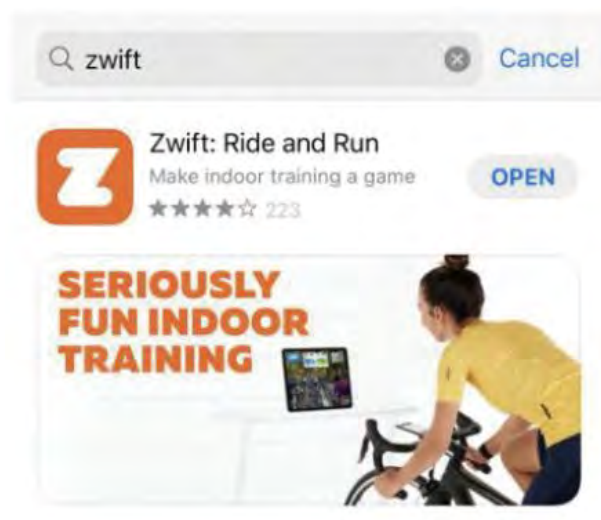 zwift
Cancel
Zwift: Ride and Run
Make indoor training a game
OPEN
223
SERIOUSLY
FUN INDOOR
TRAINING